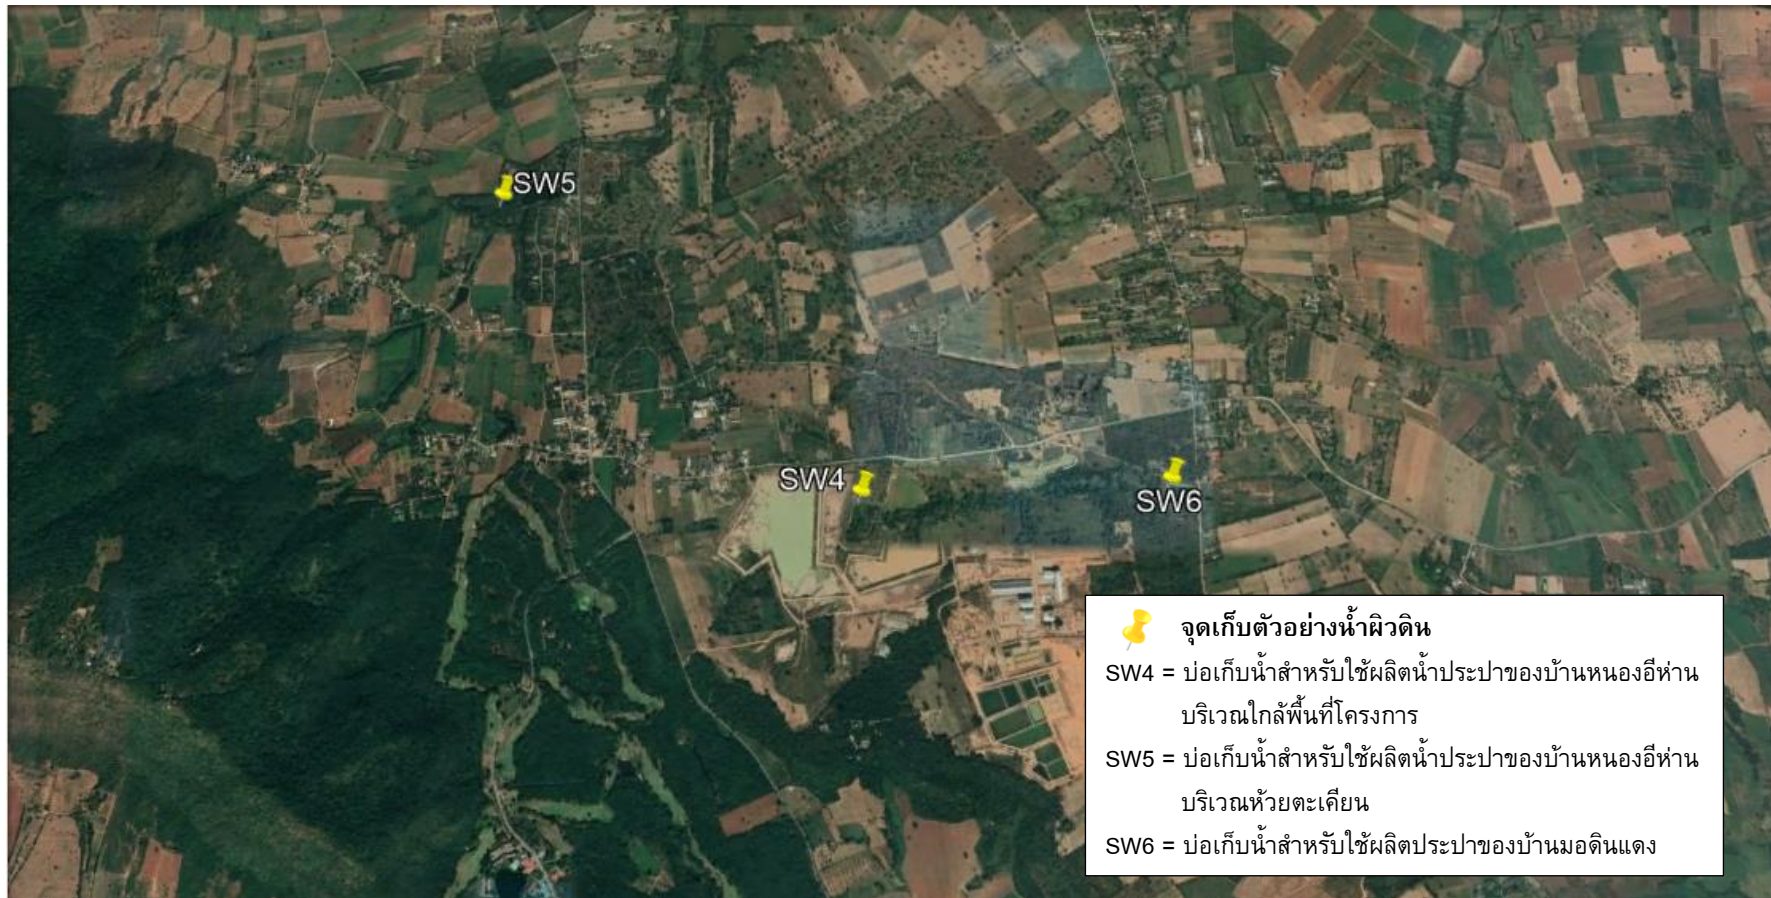 SW5
SW4
SW6
จุดเก็บตัวอย่างน้ำผิวดิน
SW4 = บ่อเก็บน้ำสำหรับใช้ผลิตน้ำประปาของบ้านหนองอีห่าน
บริเวณใกล้พื้นที่โครงการ
SW5 = บ่อเก็บน้ำสำหรับใช้ผลิตน้ำประปาของบ้านหนองอีห่าน
บริเวณห้วยตะเคียน
SW6 = บ่อเก็บน้ำสำหรับใช้ผลิตประปาของบ้านมอดินแดง